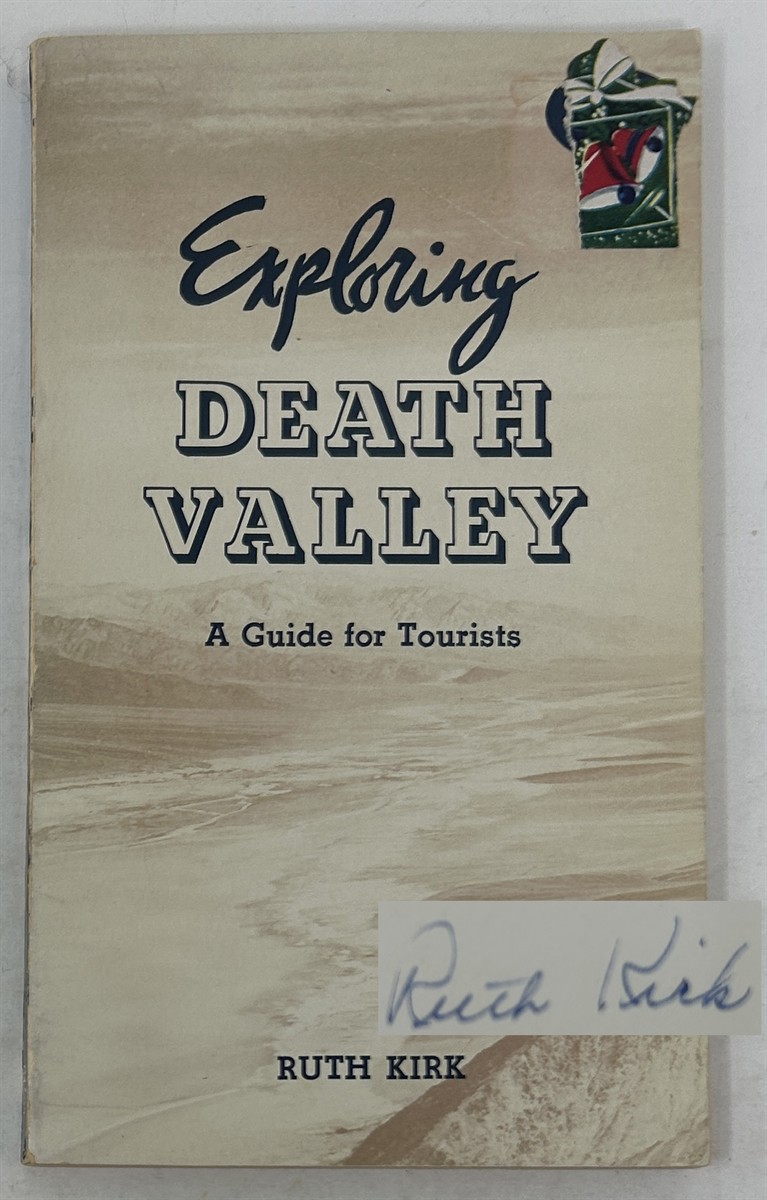 Exploring
DEATH
VALLEY
A Guide for Tourists
Ruth Kirk
RUTH KIRK